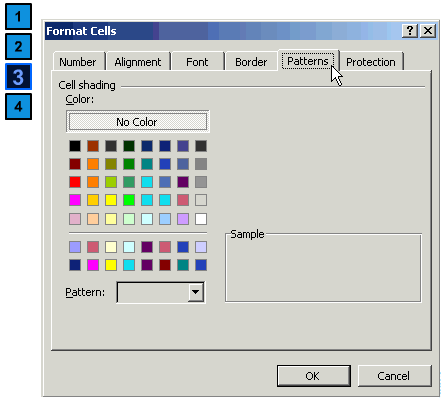 1
2
3
4
Format Cells
Number Alignment Font Border Patterns Protection
Cell shading
Color:
No Color
Sample
Pattern:
OK Cancel